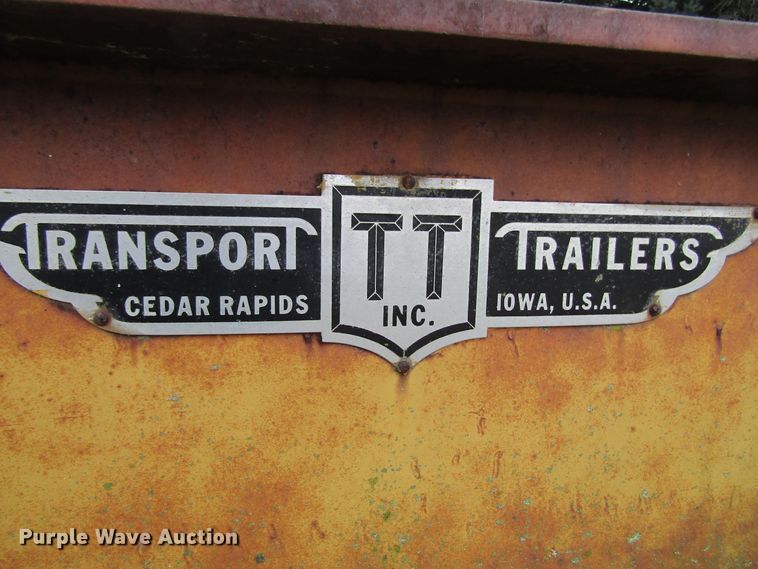 TRANSPORT TT TRAILERS
CEDAR RAPIDS INC. IOWA, U.S.A.
Purple Wave Auction